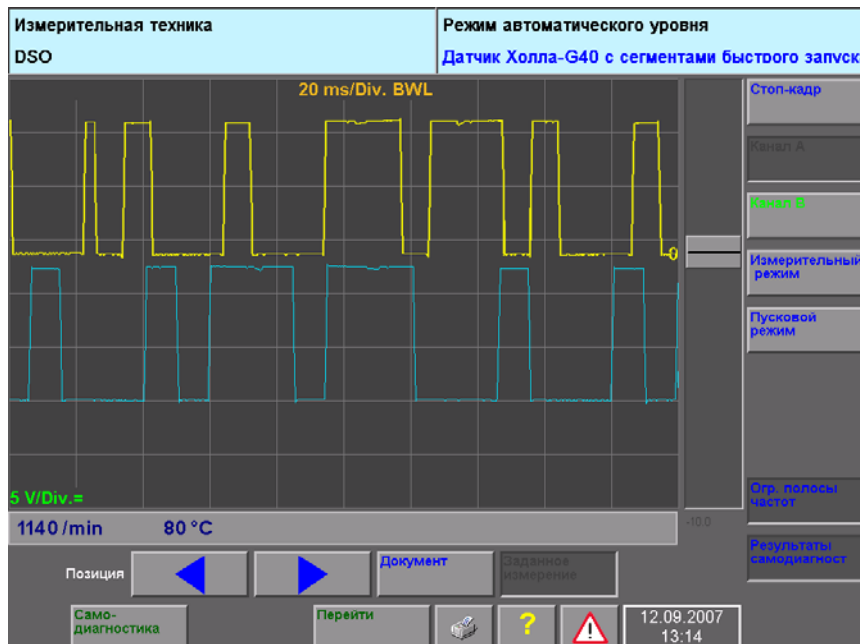 Измерительная техника
DSO
Режим автоматического уровня
Датчик Холла-G40 с сегментами быстрого запуск
20 ms/Div. BWL
Стоп-кадр
Канал A
Канал B
0
Измерительный
режим
Пусковой
режим
5 V/Div.=
Огр. полосы
частот
-10.0
1140 /min 80 °C
Результаты
самодиагност
Позиция
Документ
Заданное
измерение
Само-
диагностика
Перейти
?
12.09.2007
13:14